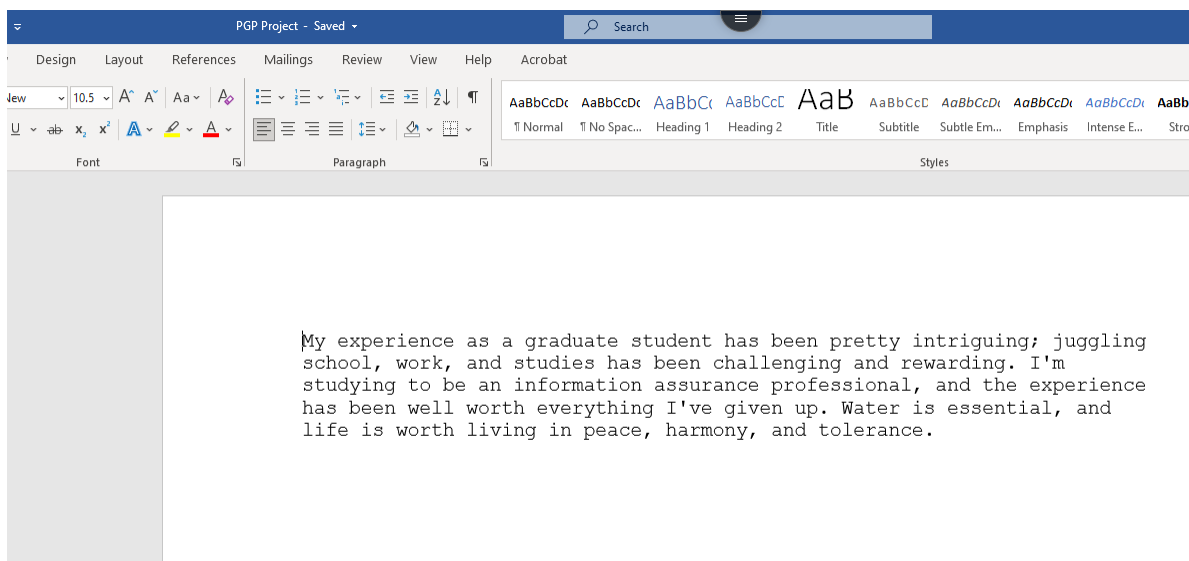 PGP Project - Saved
Search
Design Layout References Mailings Review View Help Acrobat
10.5 Aa
Font Paragraph Styles
AaBbCcDc AaBbCcDc AaBbCc AaBbCcD AaB AaBbCcD AaBbCcDc AaBbCcDc AaBbCcDc AaBb
¶ Normal ¶ No Spac... Heading 1 Heading 2 Title Subtitle Subtle Em... Emphasis Intense E... Stro
My experience as a graduate student has been pretty intriguing; juggling
school, work, and studies has been challenging and rewarding. I'm
studying to be an information assurance professional, and the experience
has been well worth everything I've given up. Water is essential, and
life is worth living in peace, harmony, and tolerance.